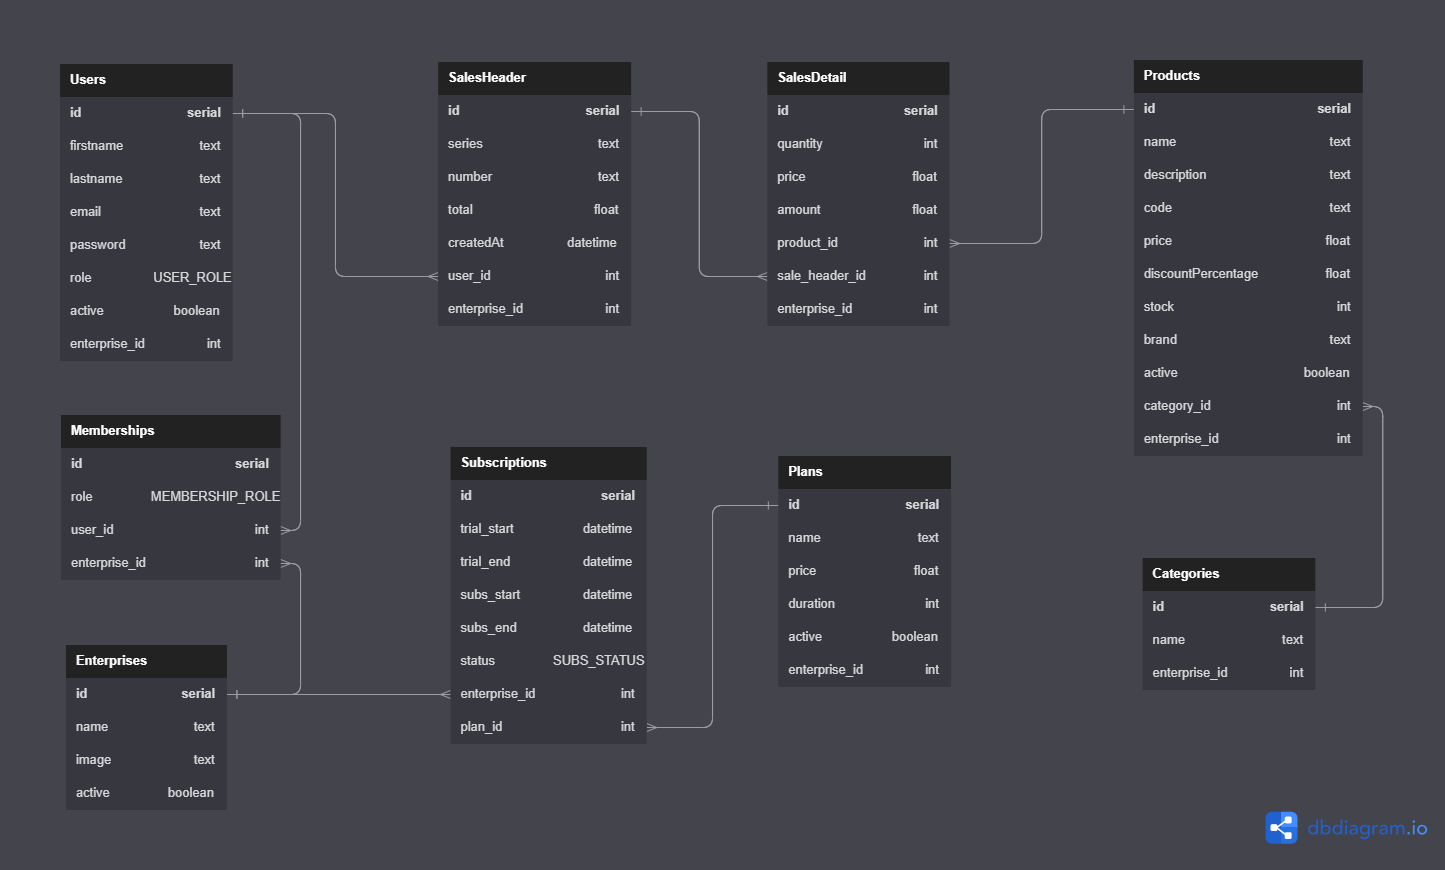 Users
id serial
firstname text
lastname text
email text
password text
role USER_ROLE
active boolean
enterprise_id int
SalesHeader
id serial
series text
number text
total float
createdAt datetime
user_id int
enterprise_id int
SalesDetail
id serial
quantity int
price float
amount float
product_id int
sale_header_id int
enterprise_id int
Products
id serial
name text
description text
code text
price float
discountPercentage float
stock int
brand text
active boolean
category_id int
enterprise_id int
Memberships
id serial
role MEMBERSHIP_ROLE
user_id int
enterprise_id int
Subscriptions
id serial
trial_start datetime
trial_end datetime
subs_start datetime
subs_end datetime
status SUBS_STATUS
enterprise_id int
plan_id int
Plans
id serial
name text
price float
duration int
active boolean
enterprise_id int
Categories
id serial
name text
enterprise_id int
Enterprises
id serial
name text
image text
active boolean
dbdiagram.io